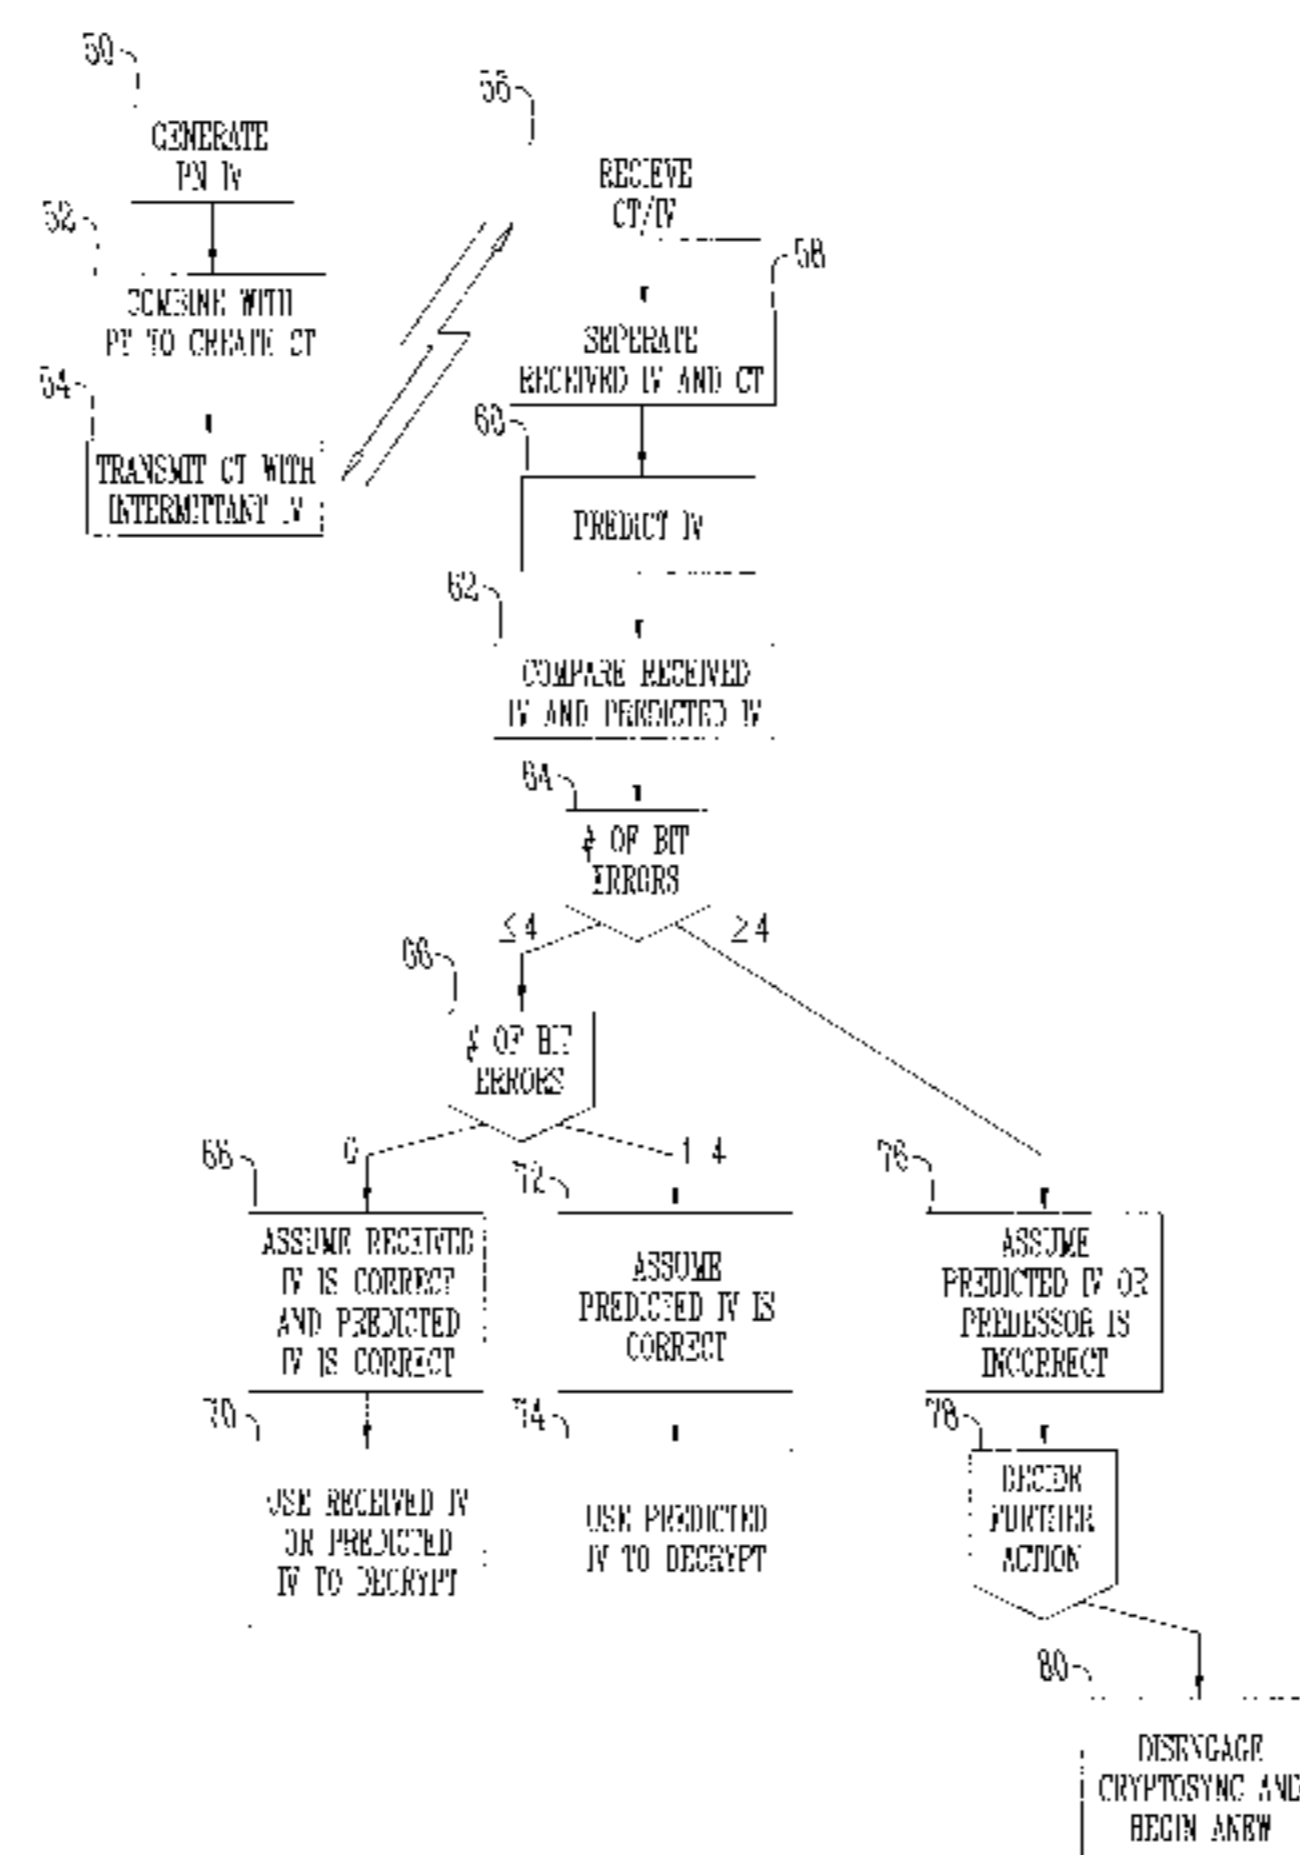 50
GENERATE
PN IV
52
COMBINE WITH
PT TO CREATE CT
54
TRANSMIT CT WITH
INTERMITTANT IV
56
RECIEVE
CT/IV
58
SEPERATE
RECEIVED IV AND CT
60
PREDICT IV
62
COMPARE RECEIVED
IV AND PREDICTED IV
64
# OF BIT
ERRORS
≤4
≥4
66
# OF BIT
ERRORS
0
1 4
68
ASSUME RECEIVED
IV IS CORRECT
AND PREDICTED
IV IS CORRECT
72
ASSUME
PREDICTED IV IS
CORRECT
76
ASSUME
PREDICTED IV OR
PREDESSOR IS
INCORRECT
70
USE RECEIVED IV
OR PREDICTED
IV TO DECRYPT
74
USE PREDICTED
IV TO DECRYPT
78
DECIDE
FURTHER
ACTION
80
DISENGAGE
CRYPTOSYNC AND
BEGIN ANEW